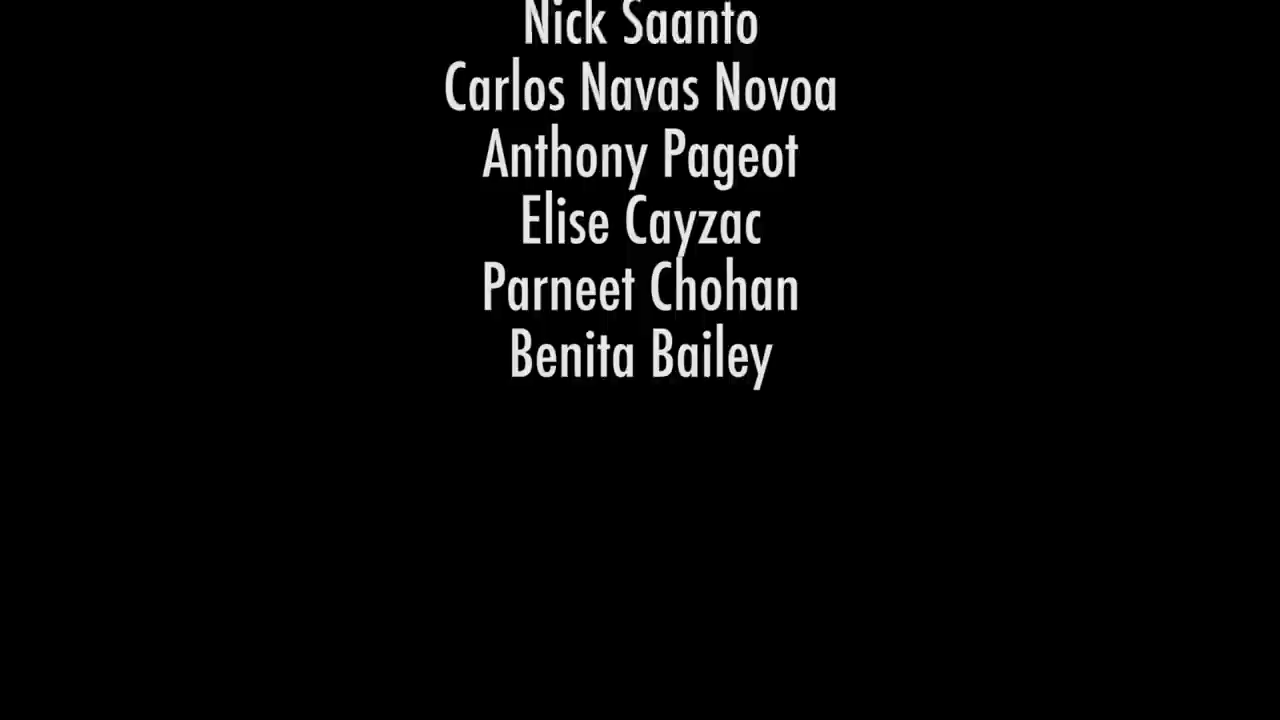 Nick Saanto
Carlos Navas Novoa
Anthony Pageot
Elise Cayzac
Parneet Chohan
Benita Bailey